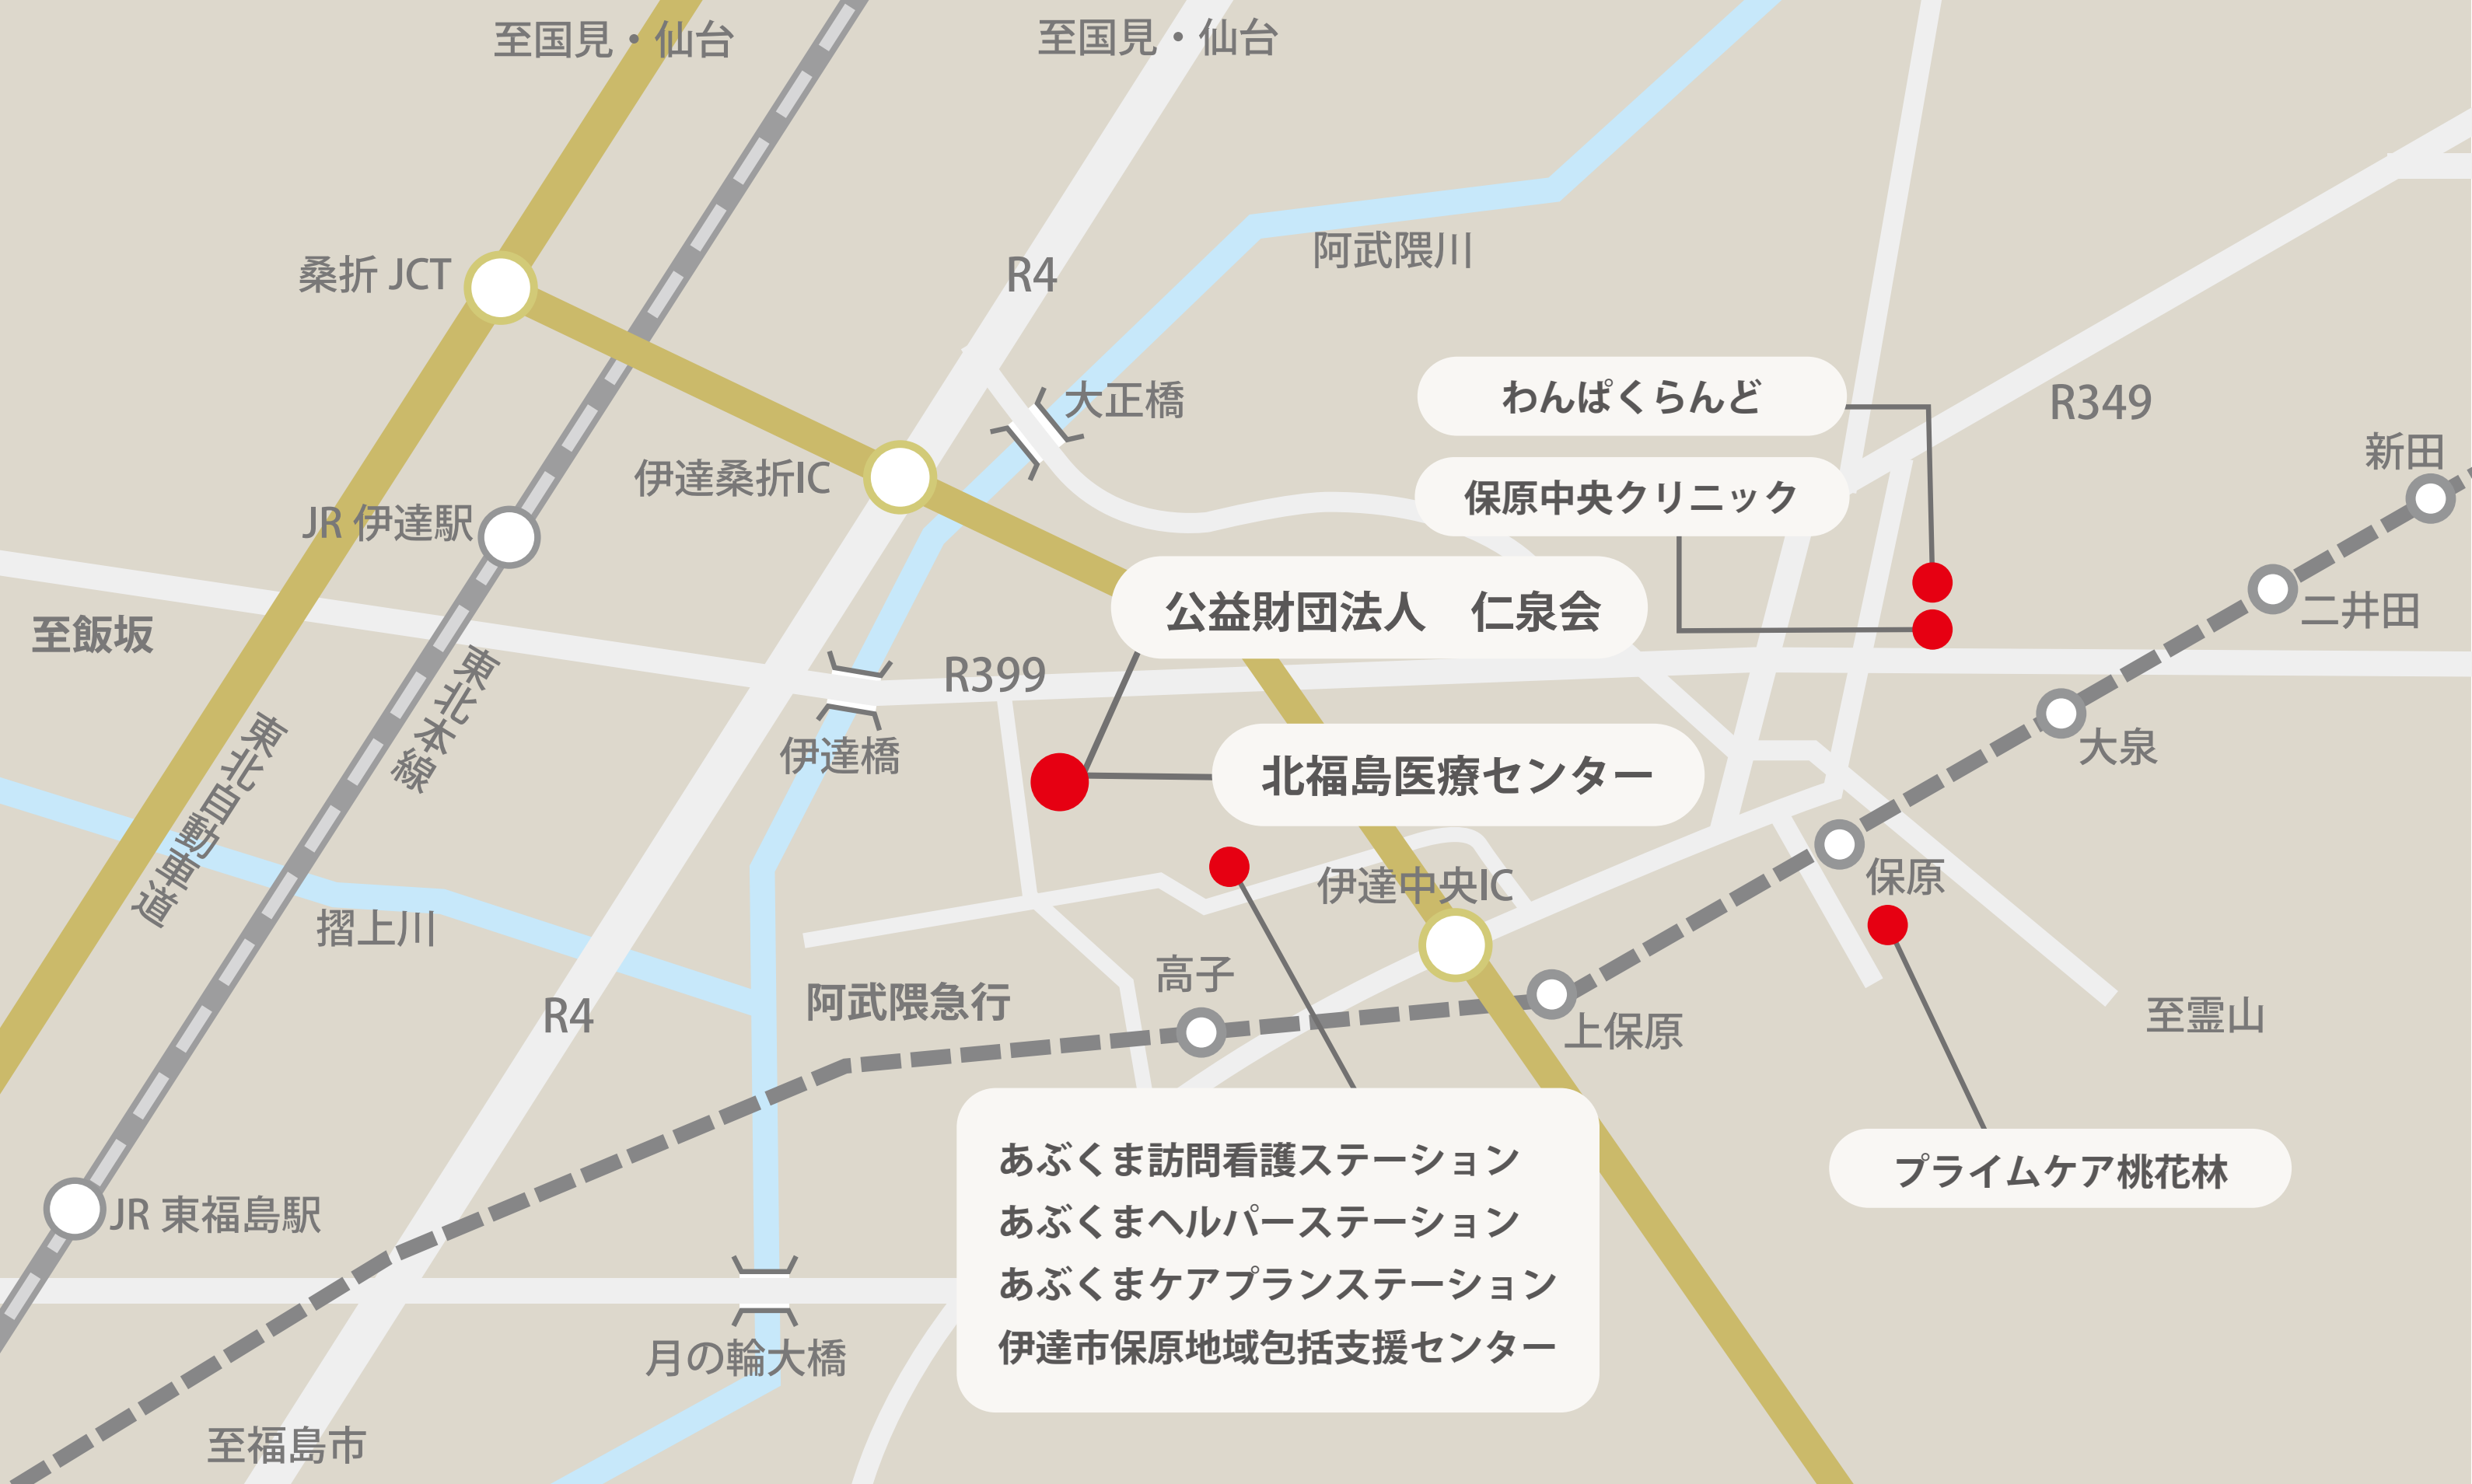 至国見・仙台
至国見・仙台
阿武隈川
桑折 JCT
R4
大正橋
わんぱくらんど
R349
新田
伊達桑折IC
保原中央クリニック
JR 伊達駅
公益財団法人　仁泉会
二井田
至飯坂
東北本線
R399
東北自動車道
伊達橋
北福島医療センター
大泉
伊達中央IC
保原
摺上川
高子
阿武隈急行
R4
上保原
至霊山
あぶくま訪問看護ステーション
あぶくまヘルパーステーション
あぶくまケアプランステーション
伊達市保原地域包括支援センター
プライムケア桃花林
JR 東福島駅
月の輪大橋
至福島市